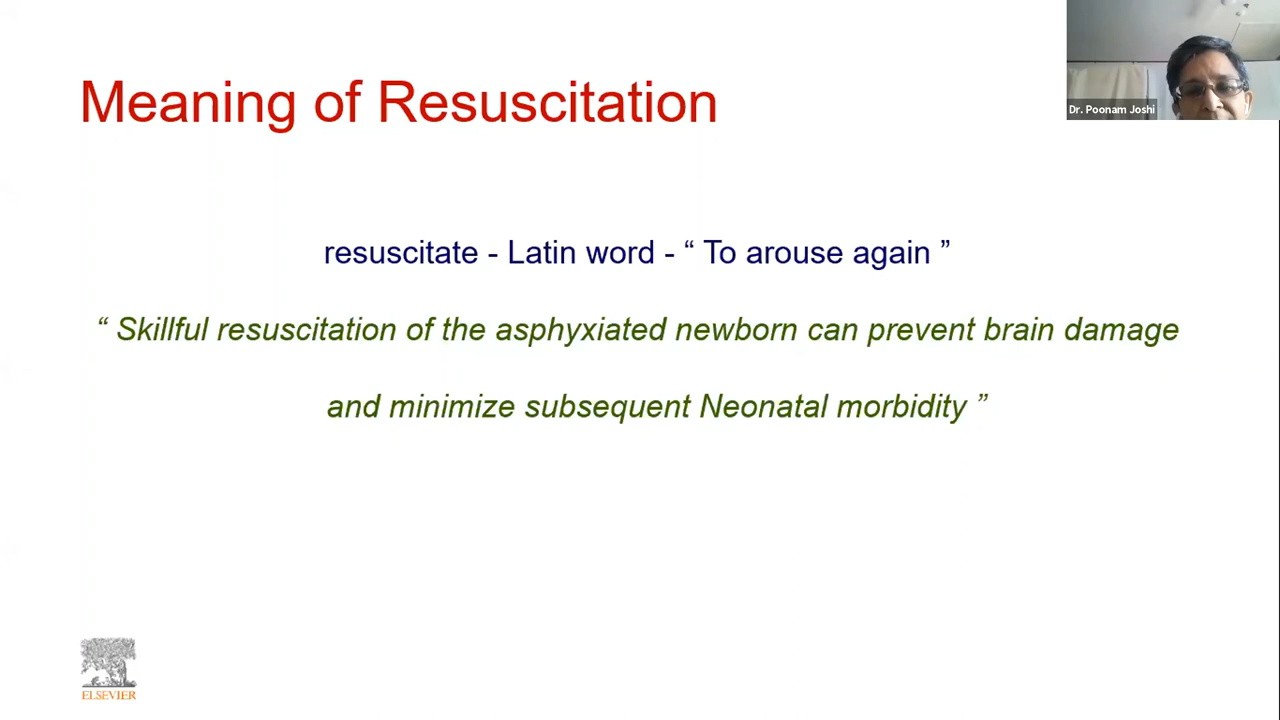 Meaning of Resuscitation
Dr. Poonam Joshi
resuscitate - Latin word - “ To arouse again ”
“ Skillful resuscitation of the asphyxiated newborn can prevent brain damage
and minimize subsequent Neonatal morbidity ”
ELSEVIER